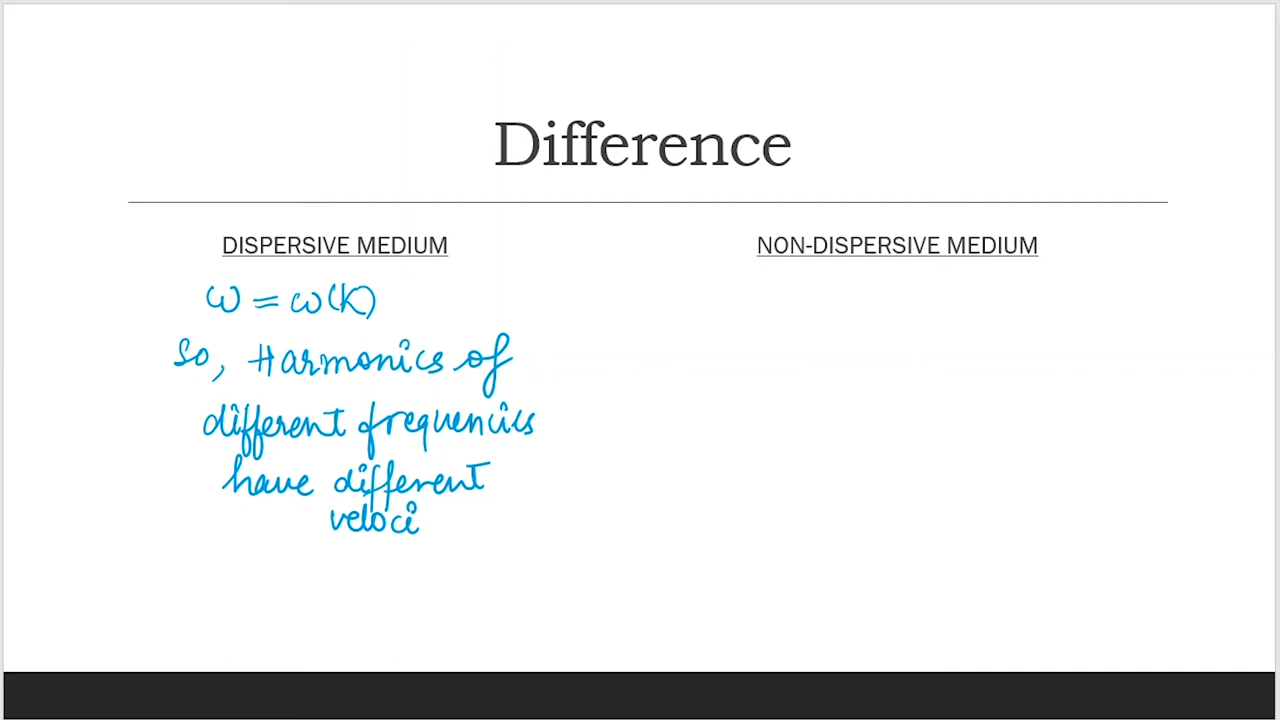 Difference
DISPERSIVE MEDIUM
NON-DISPERSIVE MEDIUM
ω = ω(k)
So, Harmonics of
different frequencies
have different
veloci